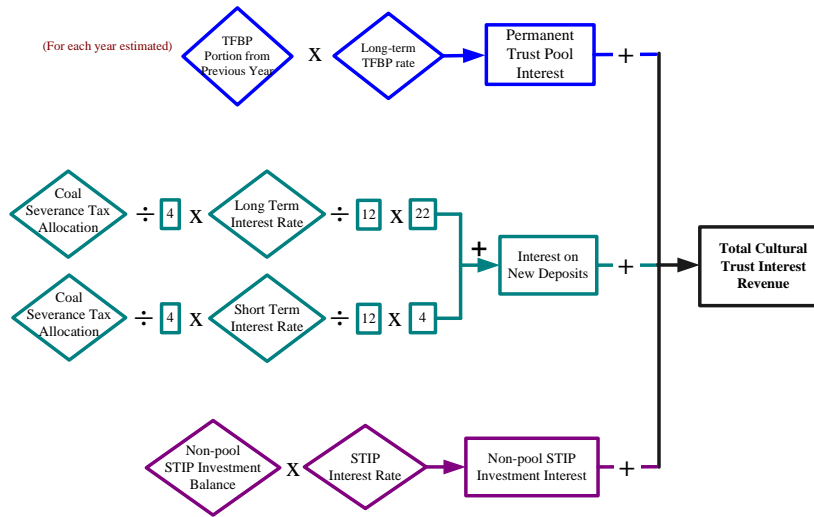 (For each year estimated)
TFBP
Portion from
Previous Year
X
Long-term
TFBP rate
Permanent
Trust Pool
Interest
+
Coal
Severance Tax
Allocation
÷
4
X
Long Term
Interest Rate
÷
12
X
22
+
Interest on
New Deposits
+
Total Cultural
Trust Interest
Revenue
Coal
Severance Tax
Allocation
÷
4
X
Short Term
Interest Rate
÷
12
X
4
Non-pool
STIP Investment
Balance
X
STIP
Interest Rate
Non-pool STIP
Investment Interest
+